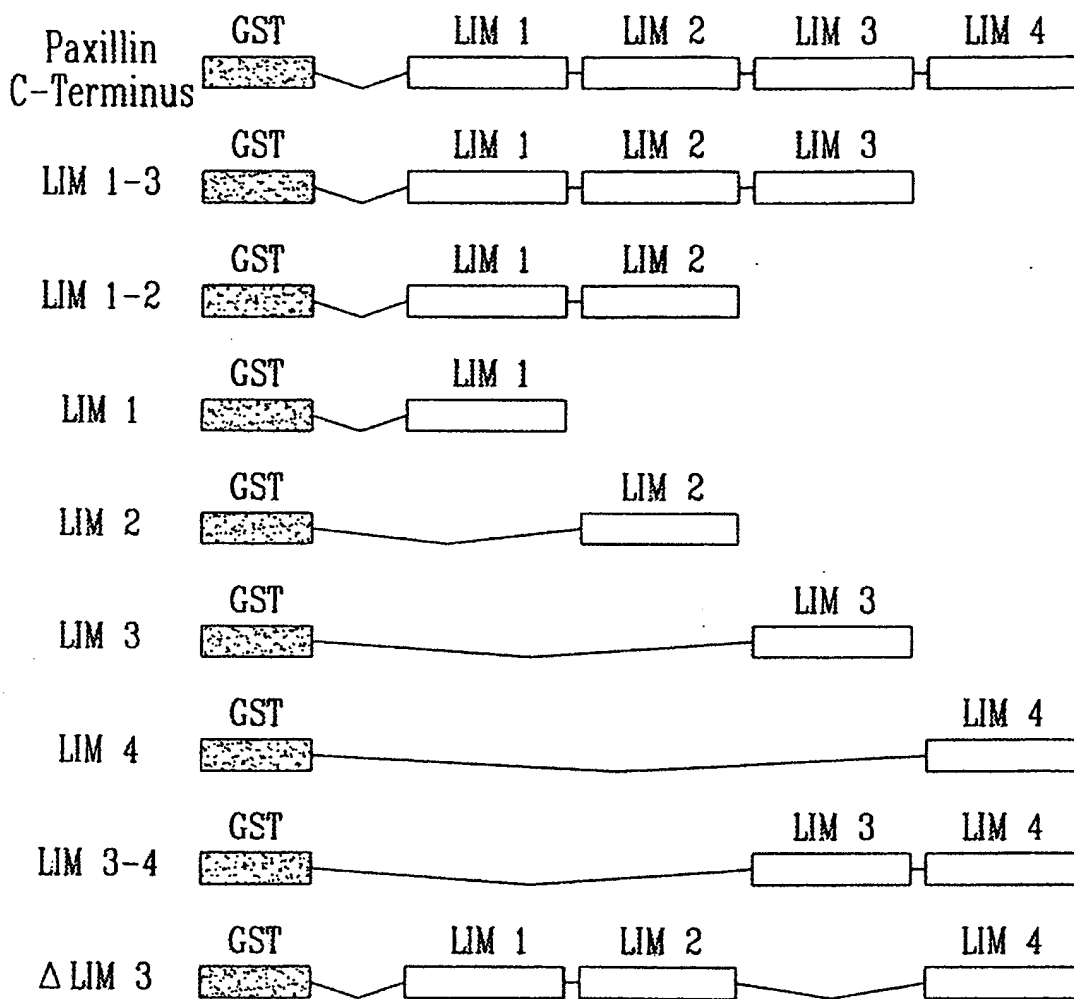 GST LIM 1 LIM 2 LIM 3 LIM 4
Paxillin
C-Terminus
GST LIM 1 LIM 2 LIM 3
LIM 1-3
GST LIM 1 LIM 2
LIM 1-2
GST LIM 1
LIM 1
GST LIM 2
LIM 2
GST LIM 3
LIM 3
GST LIM 4
LIM 4
GST LIM 3 LIM 4
LIM 3-4
GST LIM 1 LIM 2 LIM 4
Δ LIM 3